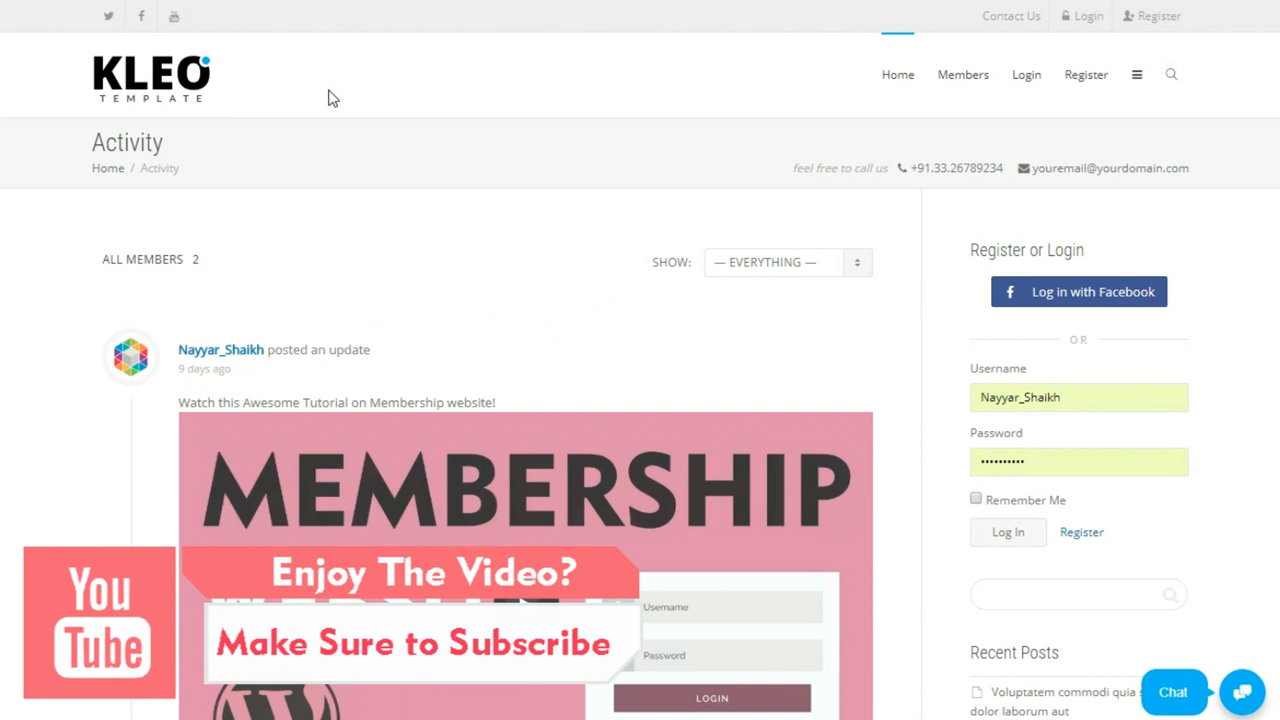 Contact Us Login Register
KLEO
TEMPLATE
Home Members Login Register
Activity
Home / Activity
feel free to call us +91.33.26789234 youremail@yourdomain.com
ALL MEMBERS 2
SHOW: — EVERYTHING —
Nayyar_Shaikh posted an update
9 days ago
Watch this Awesome Tutorial on Membership website!
MEMBERSHIP
Username
Password
LOGIN
You
Tube
Enjoy The Video?
Make Sure to Subscribe
Register or Login
Log in with Facebook
OR
Username
Nayyar_Shaikh
Password
••••••••••
Remember Me
Log In Register
Recent Posts
Voluptatem commodi quia
dolor laborum aut
Chat